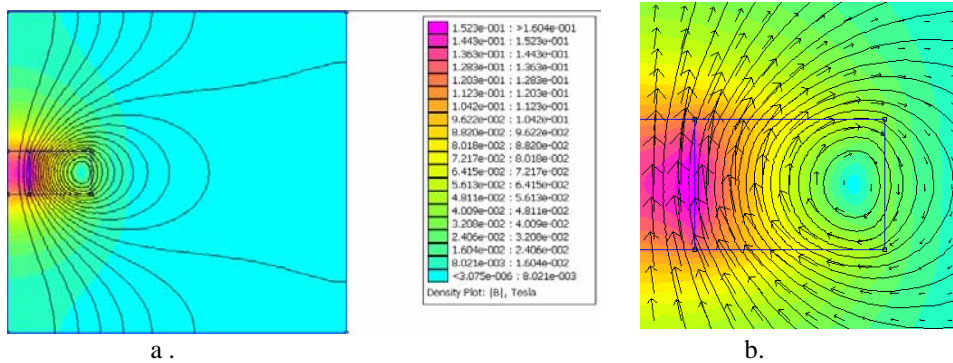 1.523e-001 : >1.604e-001
1.443e-001 : 1.523e-001
1.363e-001 : 1.443e-001
1.283e-001 : 1.363e-001
1.203e-001 : 1.283e-001
1.123e-001 : 1.203e-001
1.042e-001 : 1.123e-001
9.622e-002 : 1.042e-001
8.820e-002 : 9.622e-002
8.018e-002 : 8.820e-002
7.217e-002 : 8.018e-002
6.415e-002 : 7.217e-002
5.613e-002 : 6.415e-002
4.811e-002 : 5.613e-002
4.009e-002 : 4.811e-002
3.208e-002 : 4.009e-002
2.406e-002 : 3.208e-002
1.604e-002 : 2.406e-002
8.021e-003 : 1.604e-002
<3.075e-006 : 8.021e-003
Density Plot: |B|, Tesla
a .
b.